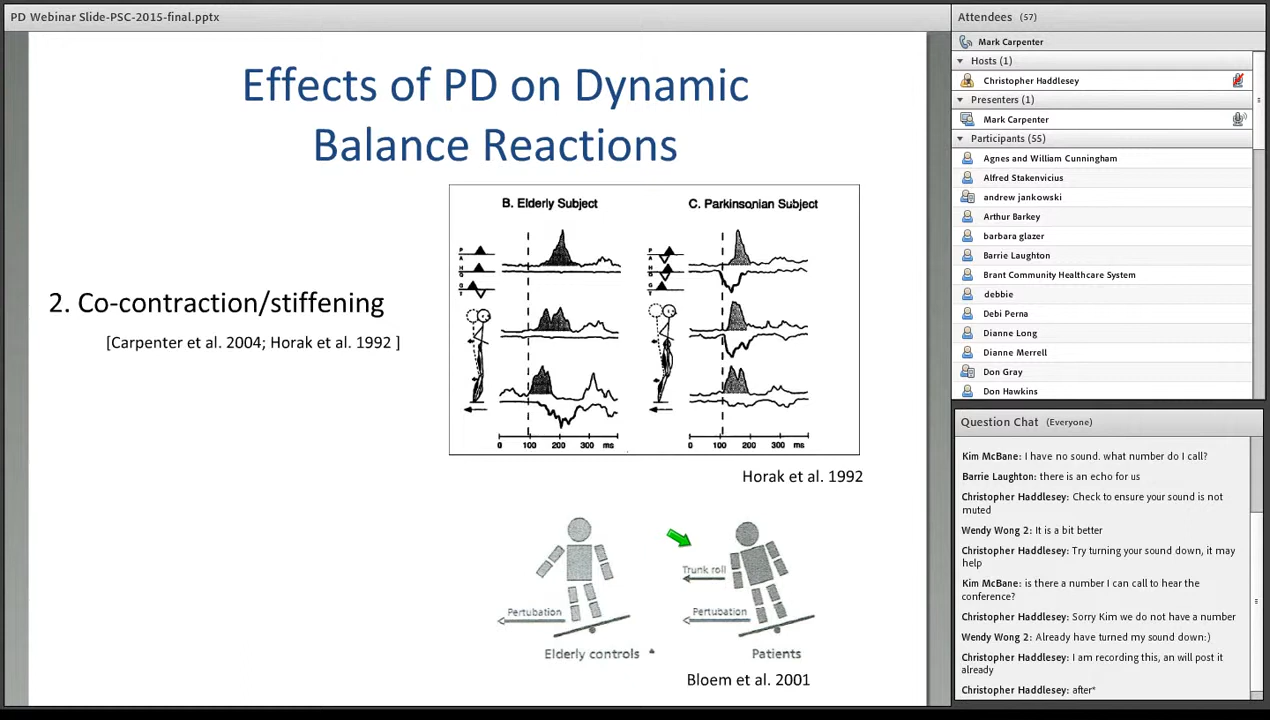 PD Webinar Slide-PSC-2015-final.pptx
Effects of PD on Dynamic
Balance Reactions
2. Co-contraction/stiffening
[Carpenter et al. 2004; Horak et al. 1992 ]
B. Elderly Subject
C. Parkinsonian Subject
0 100 200 300 ms
0 100 200 300 ms
Horak et al. 1992
Trunk roll
Pertubation
Pertubation
Elderly controls
Patients
Bloem et al. 2001
Attendees (57)
Mark Carpenter
Hosts (1)
Christopher Haddlesey
Presenters (1)
Mark Carpenter
Participants (55)
Agnes and William Cunningham
Alfred Stakenvicius
andrew jankowski
Arthur Barkey
barbara glazer
Barrie Laughton
Brant Community Healthcare System
debbie
Debi Perna
Dianne Long
Dianne Merrell
Don Gray
Don Hawkins
Question Chat (Everyone)
Kim McBane: I have no sound. what number do I call?
Barrie Laughton: there is an echo for us
Christopher Haddlesey: Check to ensure your sound is not
muted
Wendy Wong 2: It is a bit better
Christopher Haddlesey: Try turning your sound down, it may
help
Kim McBane: is there a number I can call to hear the
conference?
Christopher Haddlesey: Sorry Kim we do not have a number
Wendy Wong 2: Already have turned my sound down:)
Christopher Haddlesey: I am recording this, an will post it
already
Christopher Haddlesey: after*